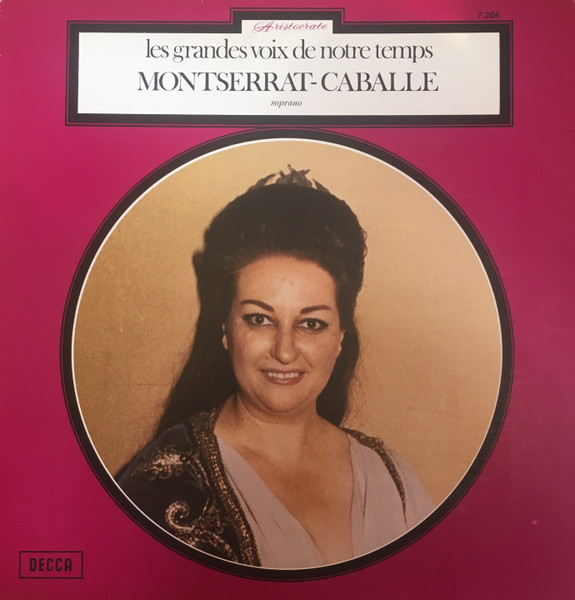 7.264
Aristocrate
les grandes voix de notre temps
MONTSERRAT-CABALLE
soprano
DECCA